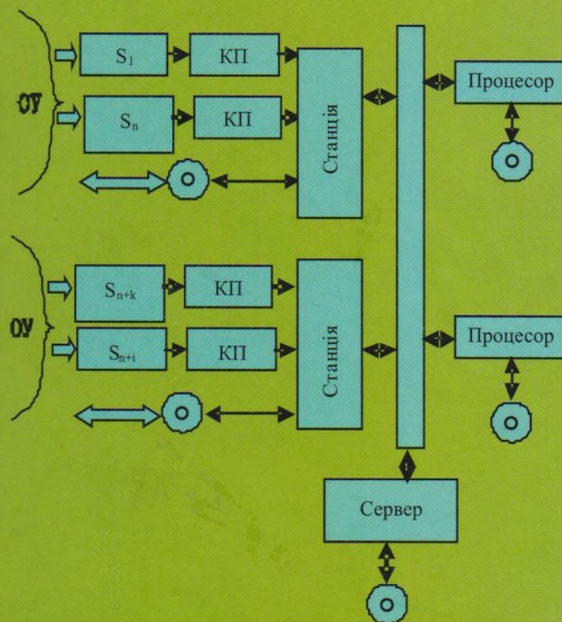 S1
КП
Процесор
ОУ
Sn
КП
Станція
Sn+k
КП
Процесор
ОУ
Sn+i
КП
Станція
Сервер